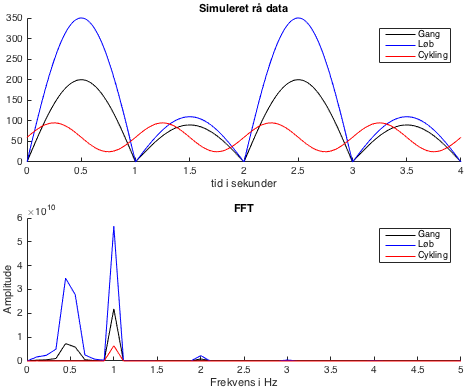 Simuleret rå data
350
300
250
200
150
100
50
0
Gang
Løb
Cykling
0 0.5 1 1.5 2 2.5 3 3.5 4
tid i sekunder
FFT
×10^10
6
5
4
3
2
1
0
Amplitude
Gang
Løb
Cykling
0 0.5 1 1.5 2 2.5 3 3.5 4 4.5 5
Frekvens i Hz